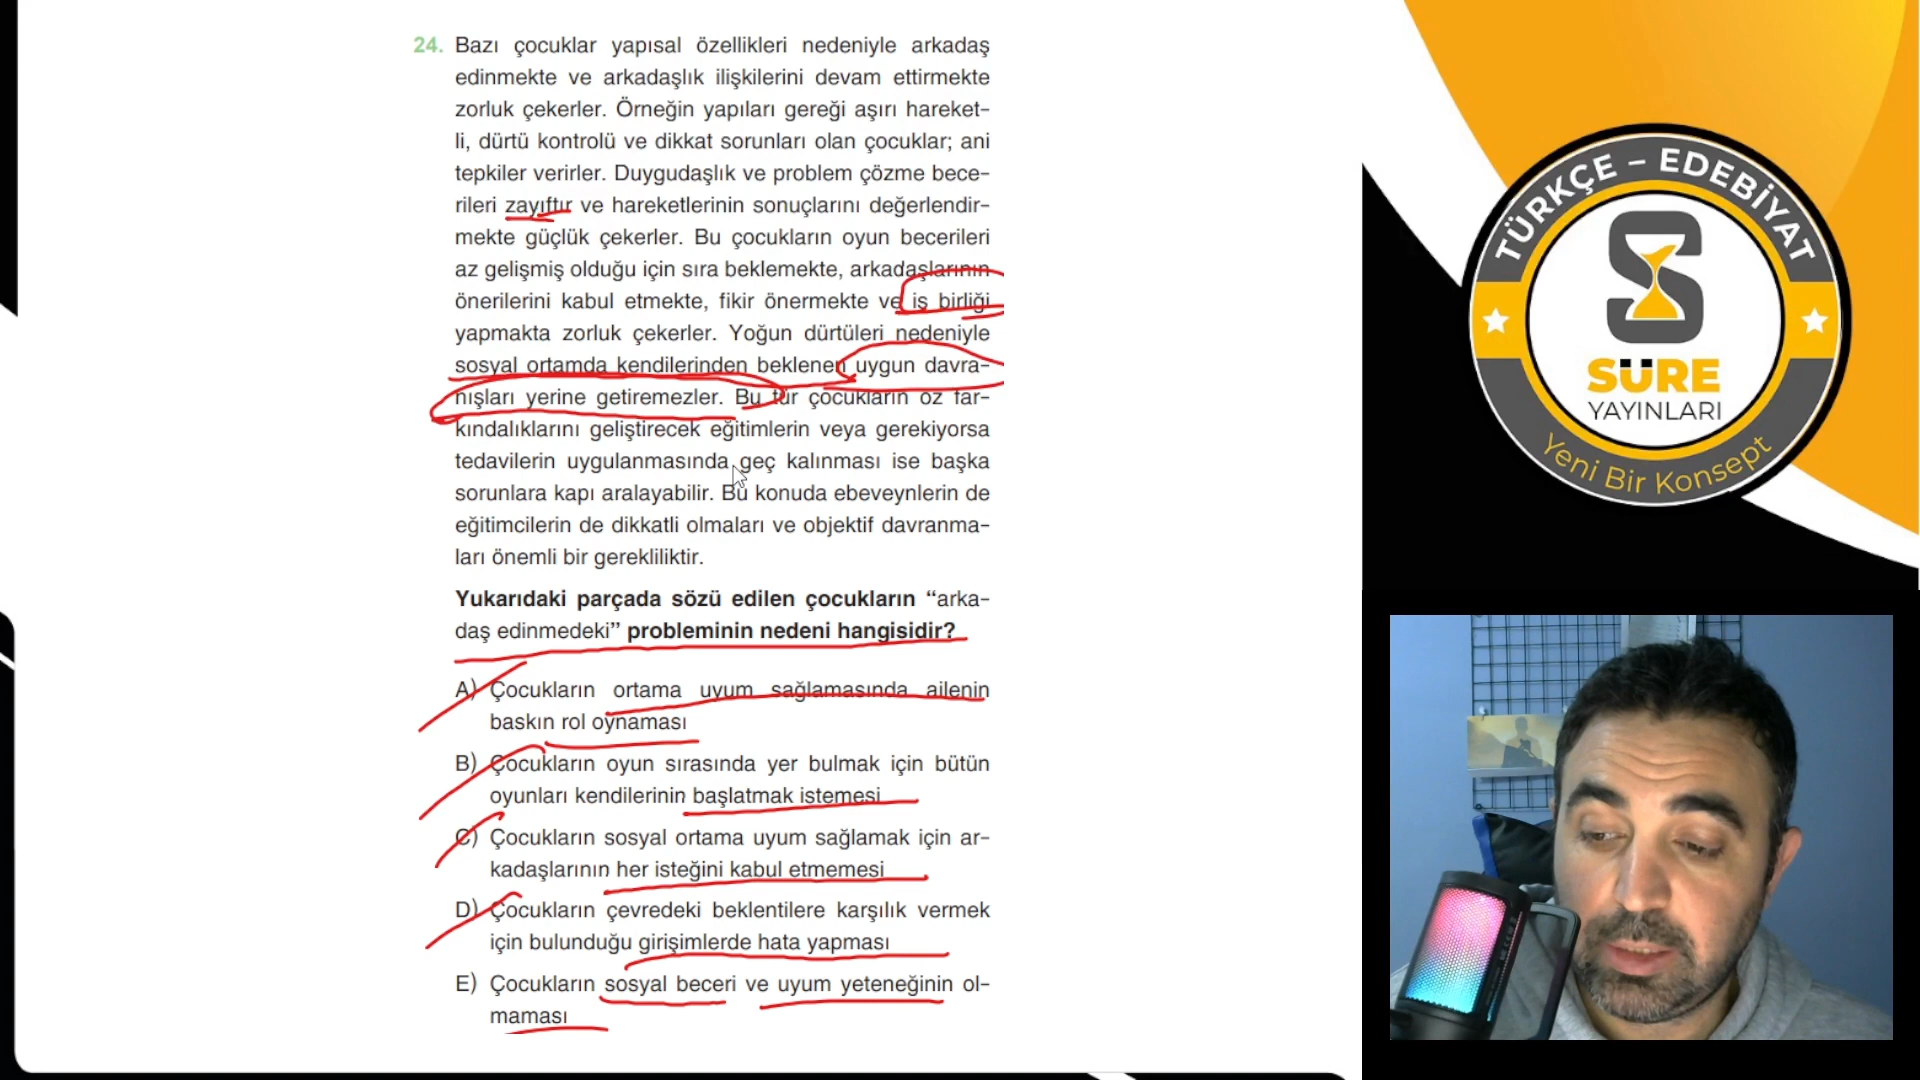 24. Bazı çocuklar yapısal özellikleri nedeniyle arkadaş
edinmekte ve arkadaşlık ilişkilerini devam ettirmekte
zorluk çekerler. Örneğin yapıları gereği aşırı hareket-
li, dürtü kontrolü ve dikkat sorunları olan çocuklar; ani
tepkiler verirler. Duygudaşlık ve problem çözme bece-
rileri zayıftır ve hareketlerinin sonuçlarını değerlendir-
mekte güçlük çekerler. Bu çocukların oyun becerileri
az gelişmiş olduğu için sıra beklemekte, arkadaşlarının
önerilerini kabul etmekte, fikir önermekte ve iş birliği
yapmakta zorluk çekerler. Yoğun dürtüleri nedeniyle
sosyal ortamda kendilerinden beklenen uygun davra-
nışları yerine getiremezler. Bu tür çocukların öz far-
kındalıklarını geliştirecek eğitimlerin veya gerekiyorsa
tedavilerin uygulanmasında geç kalınması ise başka
sorunlara kapı aralayabilir. Bu konuda ebeveynlerin de
eğitimcilerin de dikkatli olmaları ve objektif davranma-
ları önemli bir gerekliliktir.
Yukarıdaki parçada sözü edilen çocukların “arka-
daş edinmedeki” probleminin nedeni hangisidir?
A) Çocukların ortama uyum sağlamasında ailenin
baskın rol oynaması
B) Çocukların oyun sırasında yer bulmak için bütün
oyunları kendilerinin başlatmak istemesi
C) Çocukların sosyal ortama uyum sağlamak için ar-
kadaşlarının her isteğini kabul etmemesi
D) Çocukların çevredeki beklentilere karşılık vermek
için bulunduğu girişimlerde hata yapması
E) Çocukların sosyal beceri ve uyum yeteneğinin ol-
maması
TÜRKÇE – EDEBİYAT
SÜRE
YAYINLARI
Yeni Bir Konsept